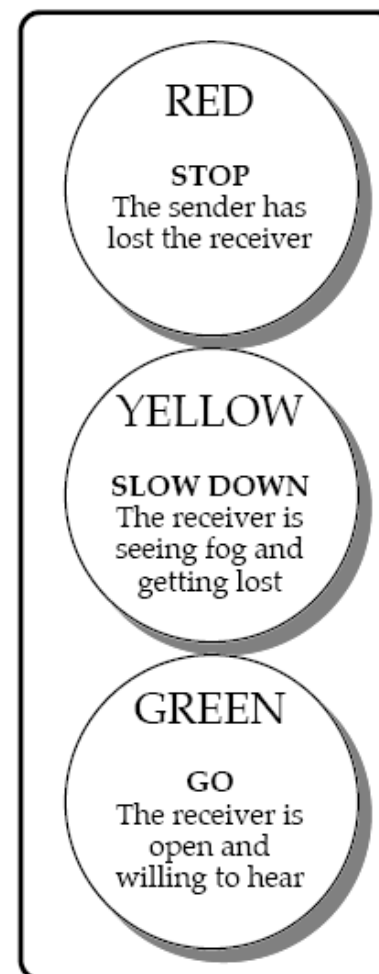 RED
STOP
The sender has
lost the receiver
YELLOW
SLOW DOWN
The receiver is
seeing fog and
getting lost
GREEN
GO
The receiver is
open and
willing to hear